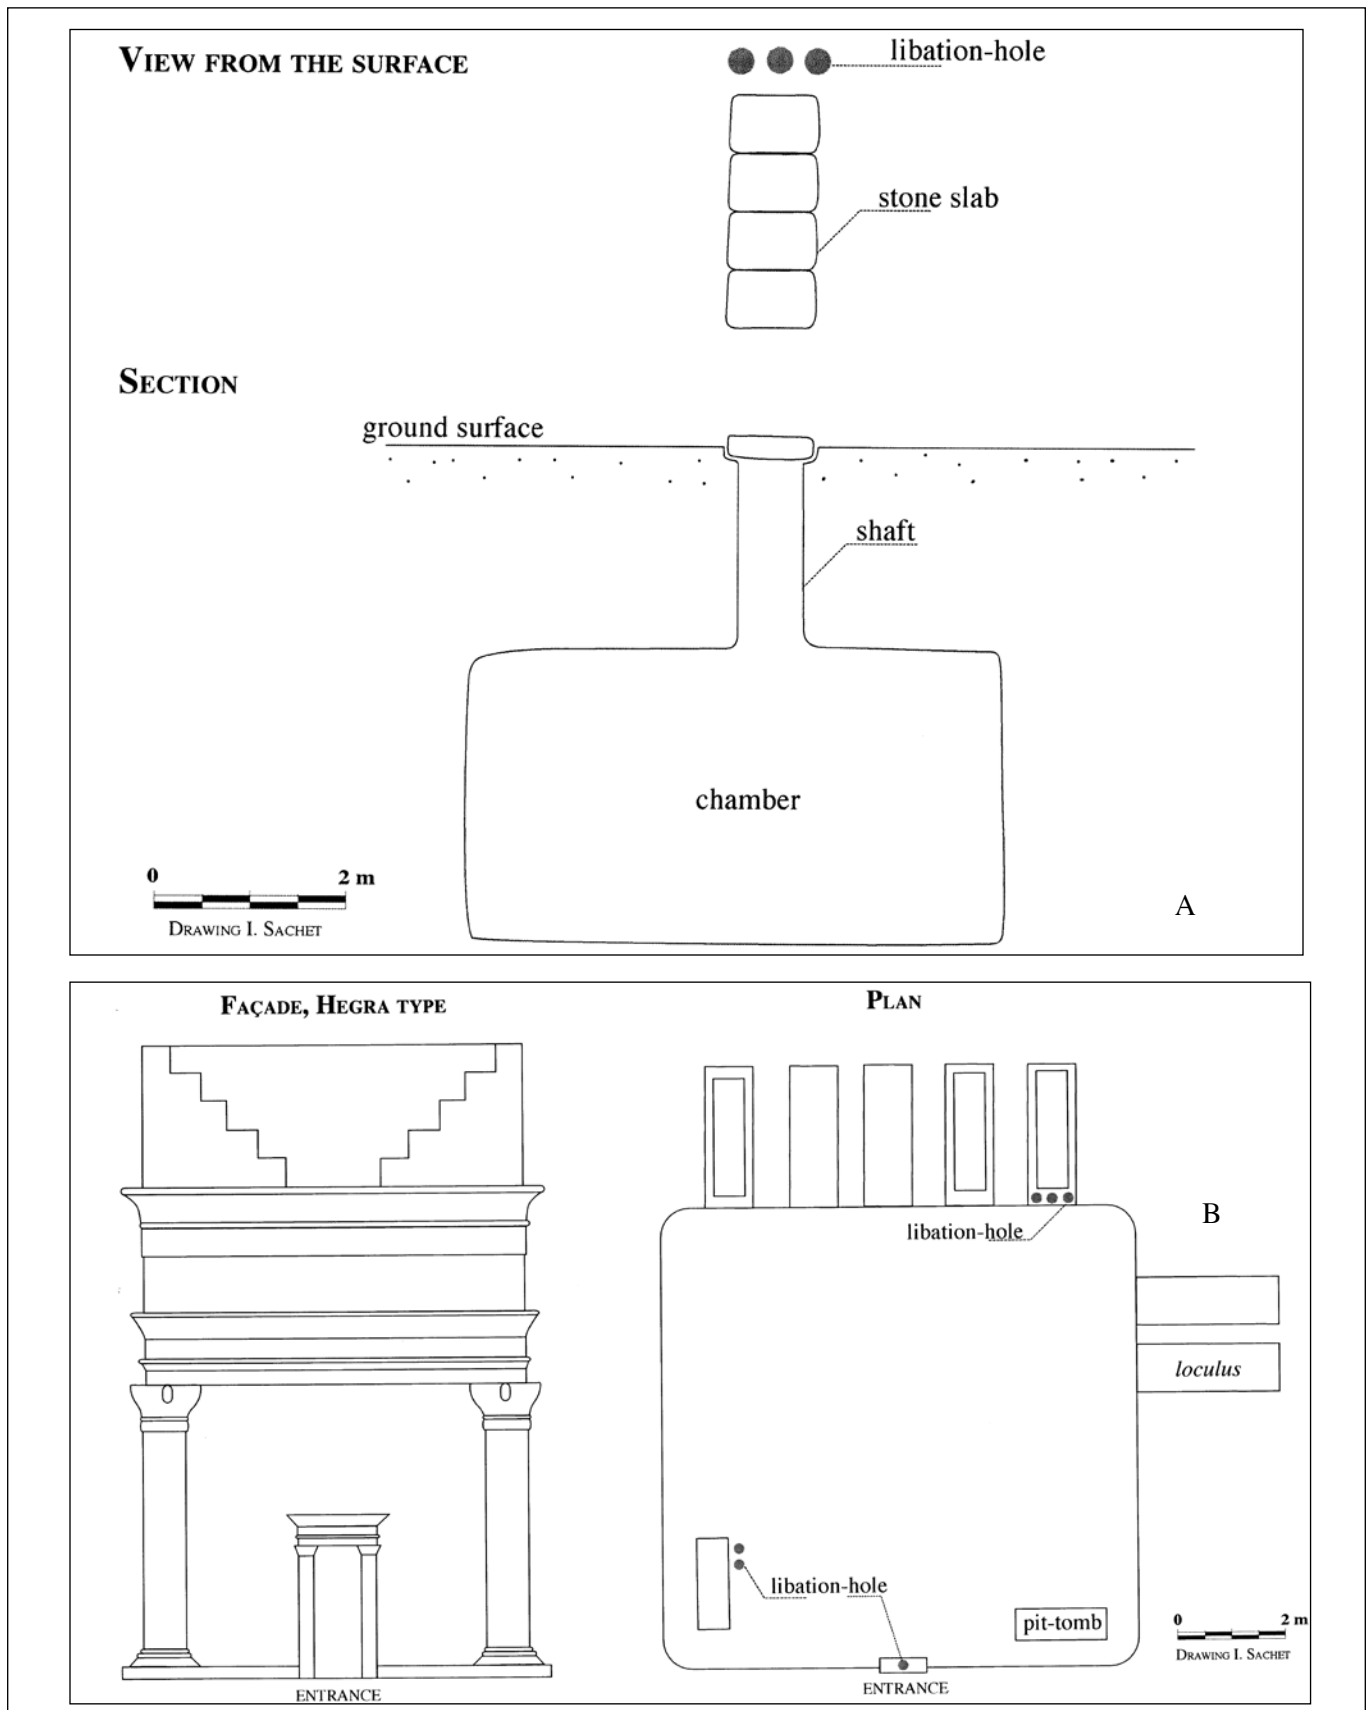 VIEW FROM THE SURFACE
libation-hole
stone slab
SECTION
ground surface
shaft
chamber
0 2 m
DRAWING I. SACHET
A
FAÇADE, HEGRA TYPE
PLAN
libation-hole
B
loculus
libation-hole
pit-tomb
0 2 m
DRAWING I. SACHET
ENTRANCE
ENTRANCE